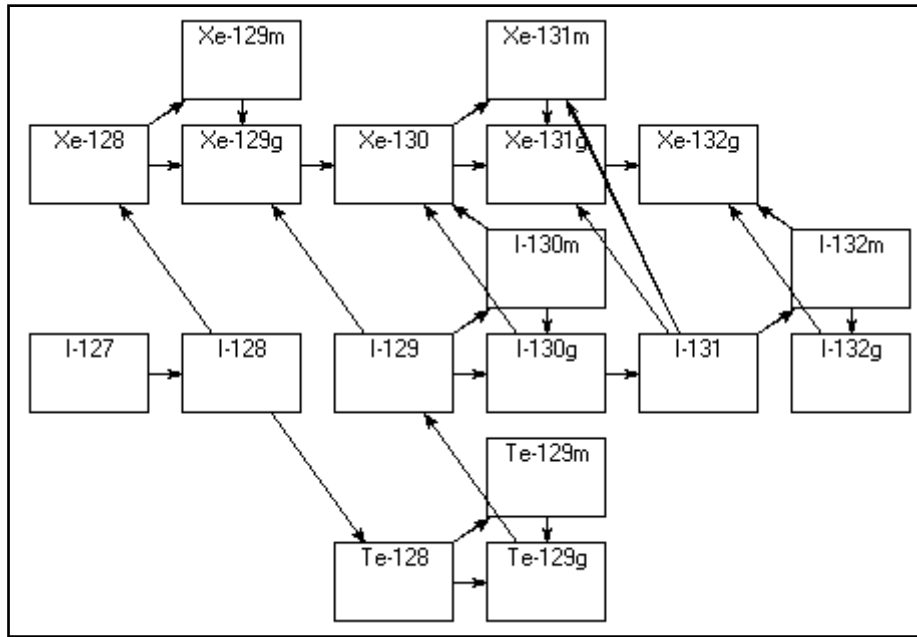 Xe-129m
Xe-131m
Xe-128
Xe-129g
Xe-130
Xe-131g
Xe-132g
I-130m
I-132m
I-127
I-128
I-129
I-130g
I-131
I-132g
Te-129m
Te-128
Te-129g